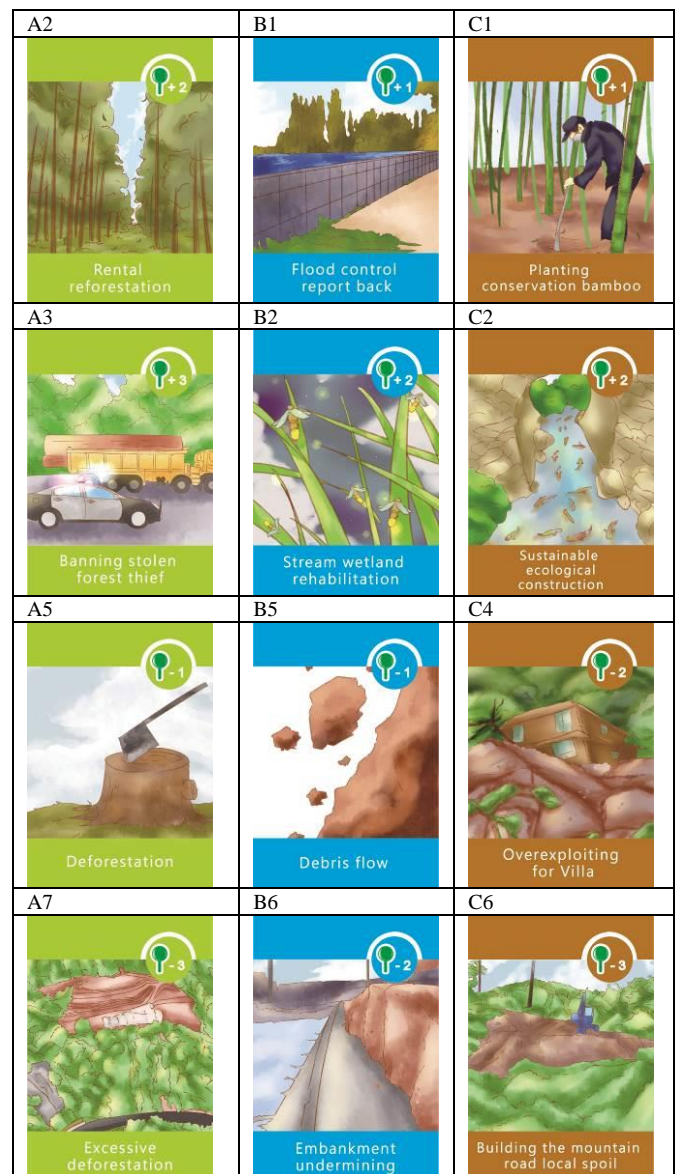 A2
B1
C1
+2
+1
+1
Rental
reforestation
Flood control
report back
Planting
conservation bamboo
A3
B2
C2
+3
+2
+2
Banning stolen
forest thief
Stream wetland
rehabilitation
Sustainable
ecological
construction
A5
B5
C4
-1
-1
-2
Deforestation
Debris flow
Overexploiting
for Villa
A7
B6
C6
-3
-2
-3
Excessive
deforestation
Embankment
undermining
Building the mountain
road local spoil